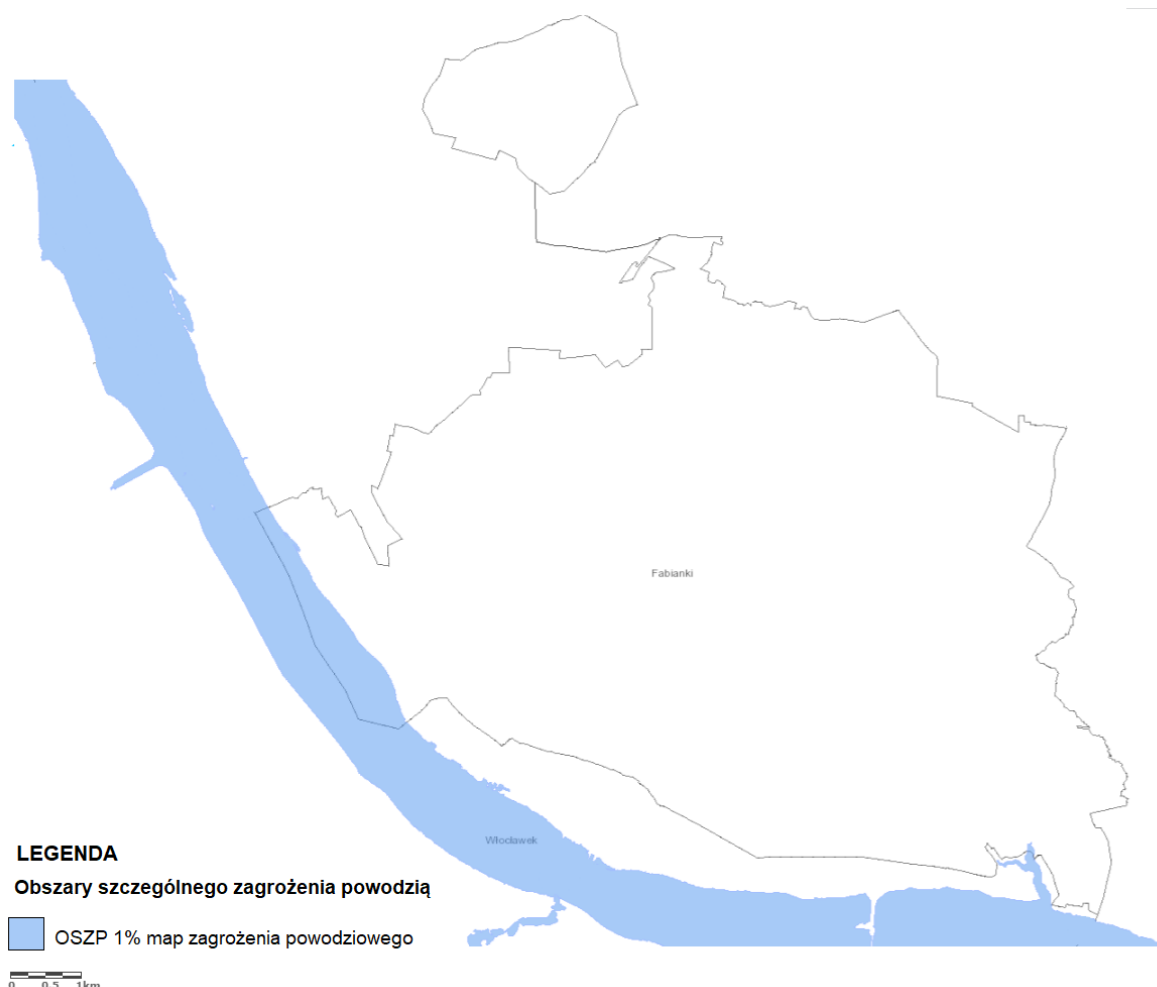 Fabianki
Włocławek
LEGENDA
Obszary szczególnego zagrożenia powodzią
OSZP 1% map zagrożenia powodziowego
0 0.5 1km